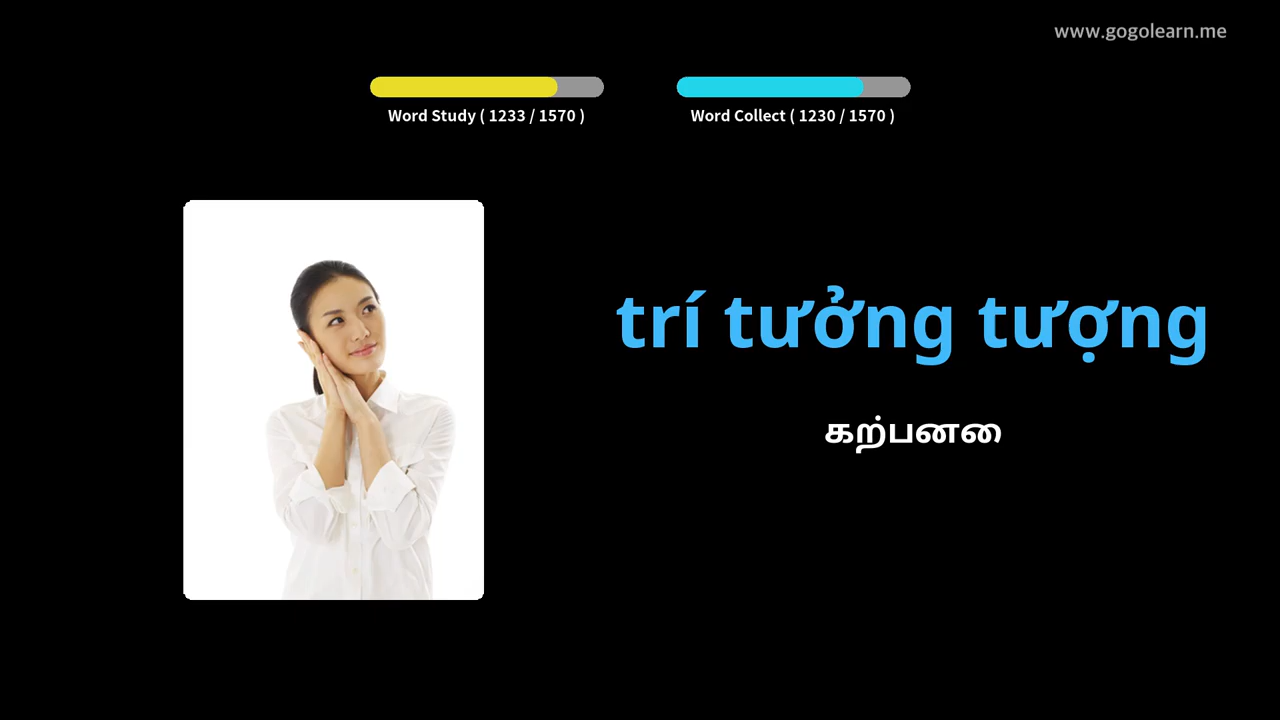 www.gogolearn.me
Word Study ( 1233 / 1570 )
Word Collect ( 1230 / 1570 )
trí tưởng tượng
கற்பனை